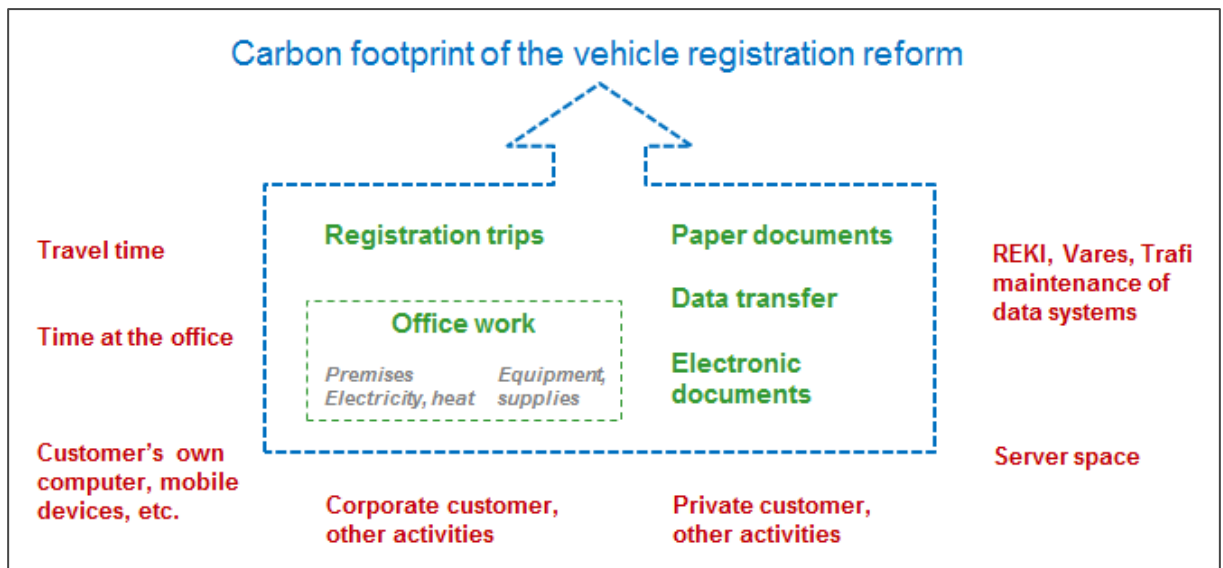 Carbon footprint of the vehicle registration reform
Registration trips
Paper documents
Travel time
REKI, Vares, Trafi
maintenance of
data systems
Data transfer
Office work
Time at the office
Premises
Electricity, heat
Equipment,
supplies
Electronic
documents
Customer's own
computer, mobile
devices, etc.
Server space
Corporate customer,
other activities
Private customer,
other activities